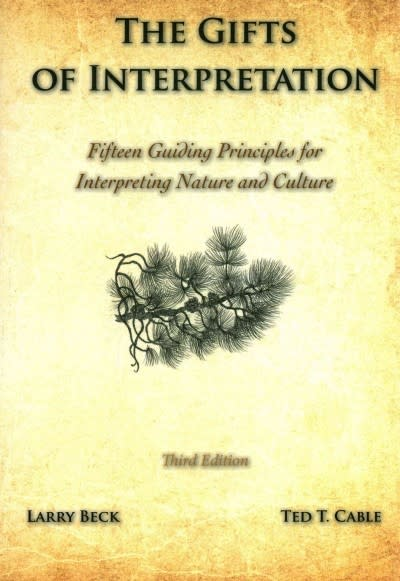 THE GIFTS
OF INTERPRETATION
Fifteen Guiding Principles for
Interpreting Nature and Culture
Third Edition
LARRY BECK TED T. CABLE